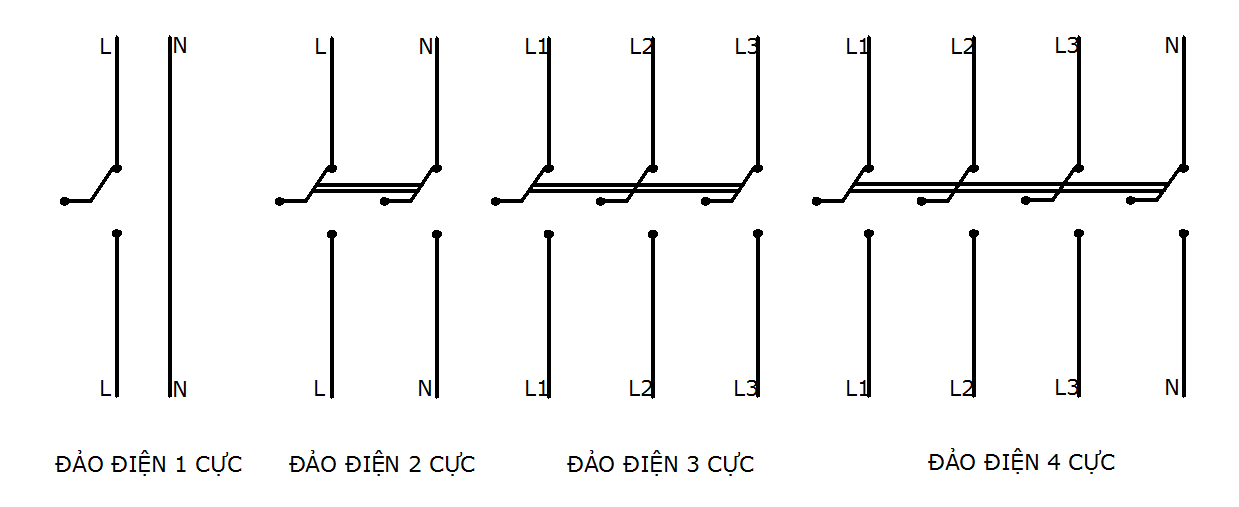 L N L N L1 L2 L3 L1 L2 L3 N
L N L N L1 L2 L3 L1 L2 L3 N
ĐẢO ĐIỆN 1 CỰC ĐẢO ĐIỆN 2 CỰC ĐẢO ĐIỆN 3 CỰC ĐẢO ĐIỆN 4 CỰC